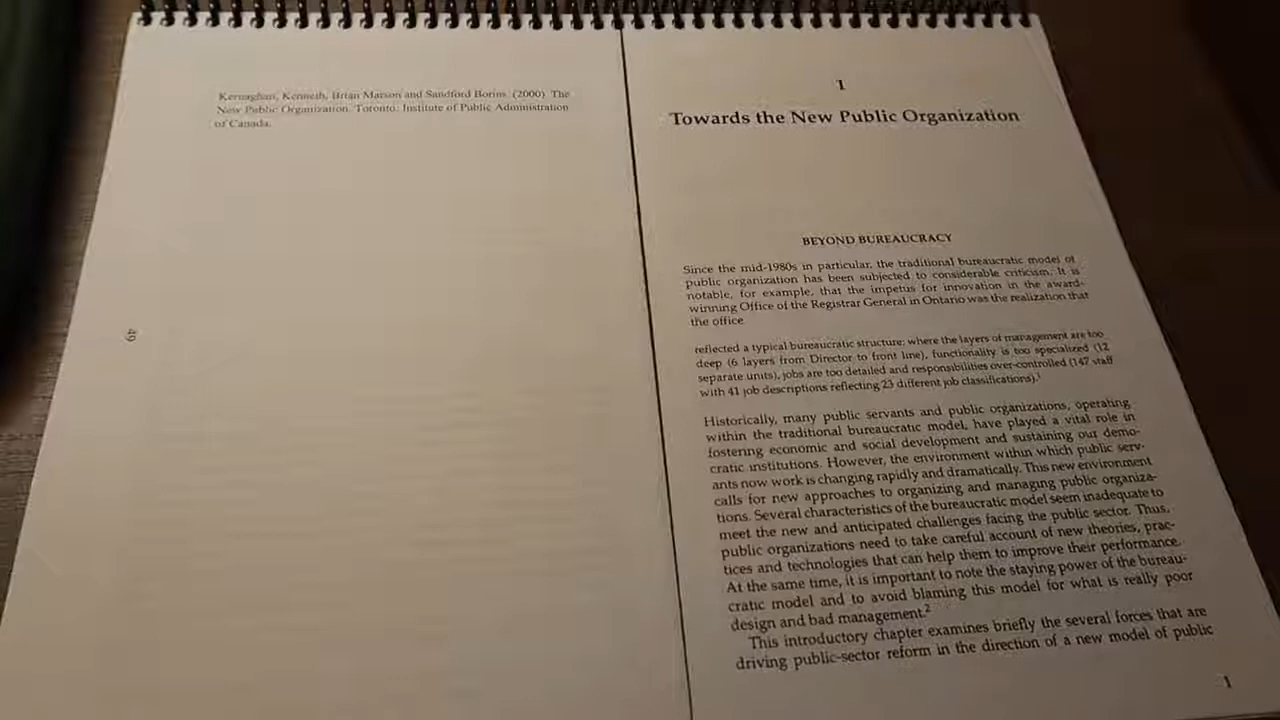 Kernaghan, Kenneth, Brian Marson and Sandford Borins. (2000). The
New Public Organization. Toronto: Institute of Public Administration
of Canada.
49
1
Towards the New Public Organization
BEYOND BUREAUCRACY
Since the mid-1980s in particular, the traditional bureaucratic model of
public organization has been subjected to considerable criticism. It is
notable, for example, that the impetus for innovation in the award-
winning Office of the Registrar General in Ontario was the realization that
the office
reflected a typical bureaucratic structure: where the layers of management are too
deep (6 layers from Director to front line), functionality is too specialized (12
separate units), jobs are too detailed and responsibilities over-controlled (147 staff
with 41 job descriptions reflecting 23 different job classifications).1
Historically, many public servants and public organizations, operating
within the traditional bureaucratic model, have played a vital role in
fostering economic and social development and sustaining our demo-
cratic institutions. However, the environment within which public serv-
ants now work is changing rapidly and dramatically. This new environment
calls for new approaches to organizing and managing public organiza-
tions. Several characteristics of the bureaucratic model seem inadequate to
meet the new and anticipated challenges facing the public sector. Thus,
public organizations need to take careful account of new theories, prac-
tices and technologies that can help them to improve their performance.
At the same time, it is important to note the staying power of the bureau-
cratic model and to avoid blaming this model for what is really poor
design and bad management.2
This introductory chapter examines briefly the several forces that are
driving public-sector reform in the direction of a new model of public
1